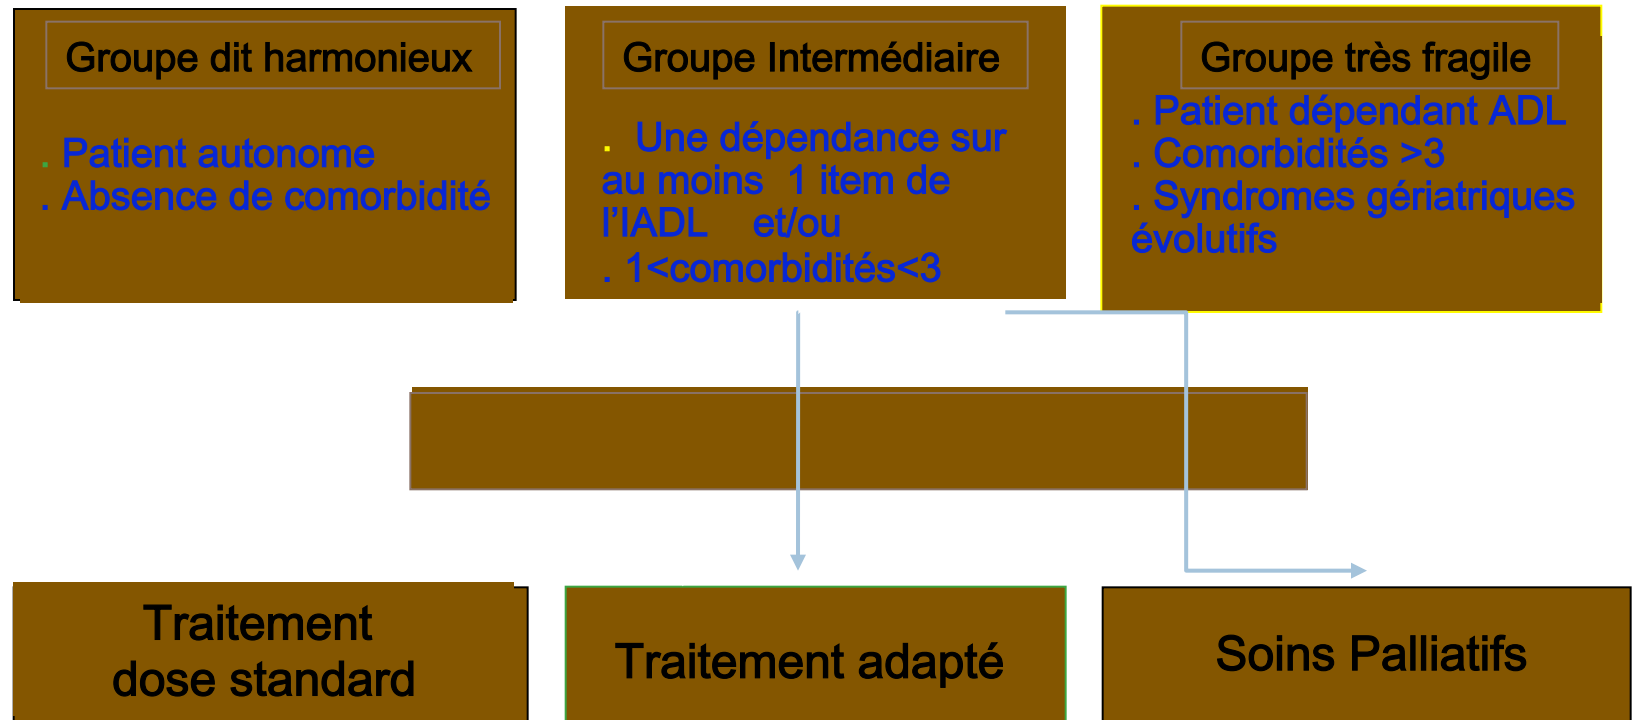 Groupe dit harmonieux
. Patient autonome
. Absence de comorbidité
Groupe Intermédiaire
. Une dépendance sur
au moins 1 item de
l’IADL et/ou
. 1<comorbidités<3
Groupe très fragile
. Patient dépendant ADL
. Comorbidités >3
. Syndromes gériatriques
évolutifs
Traitement
dose standard
Traitement adapté
Soins Palliatifs